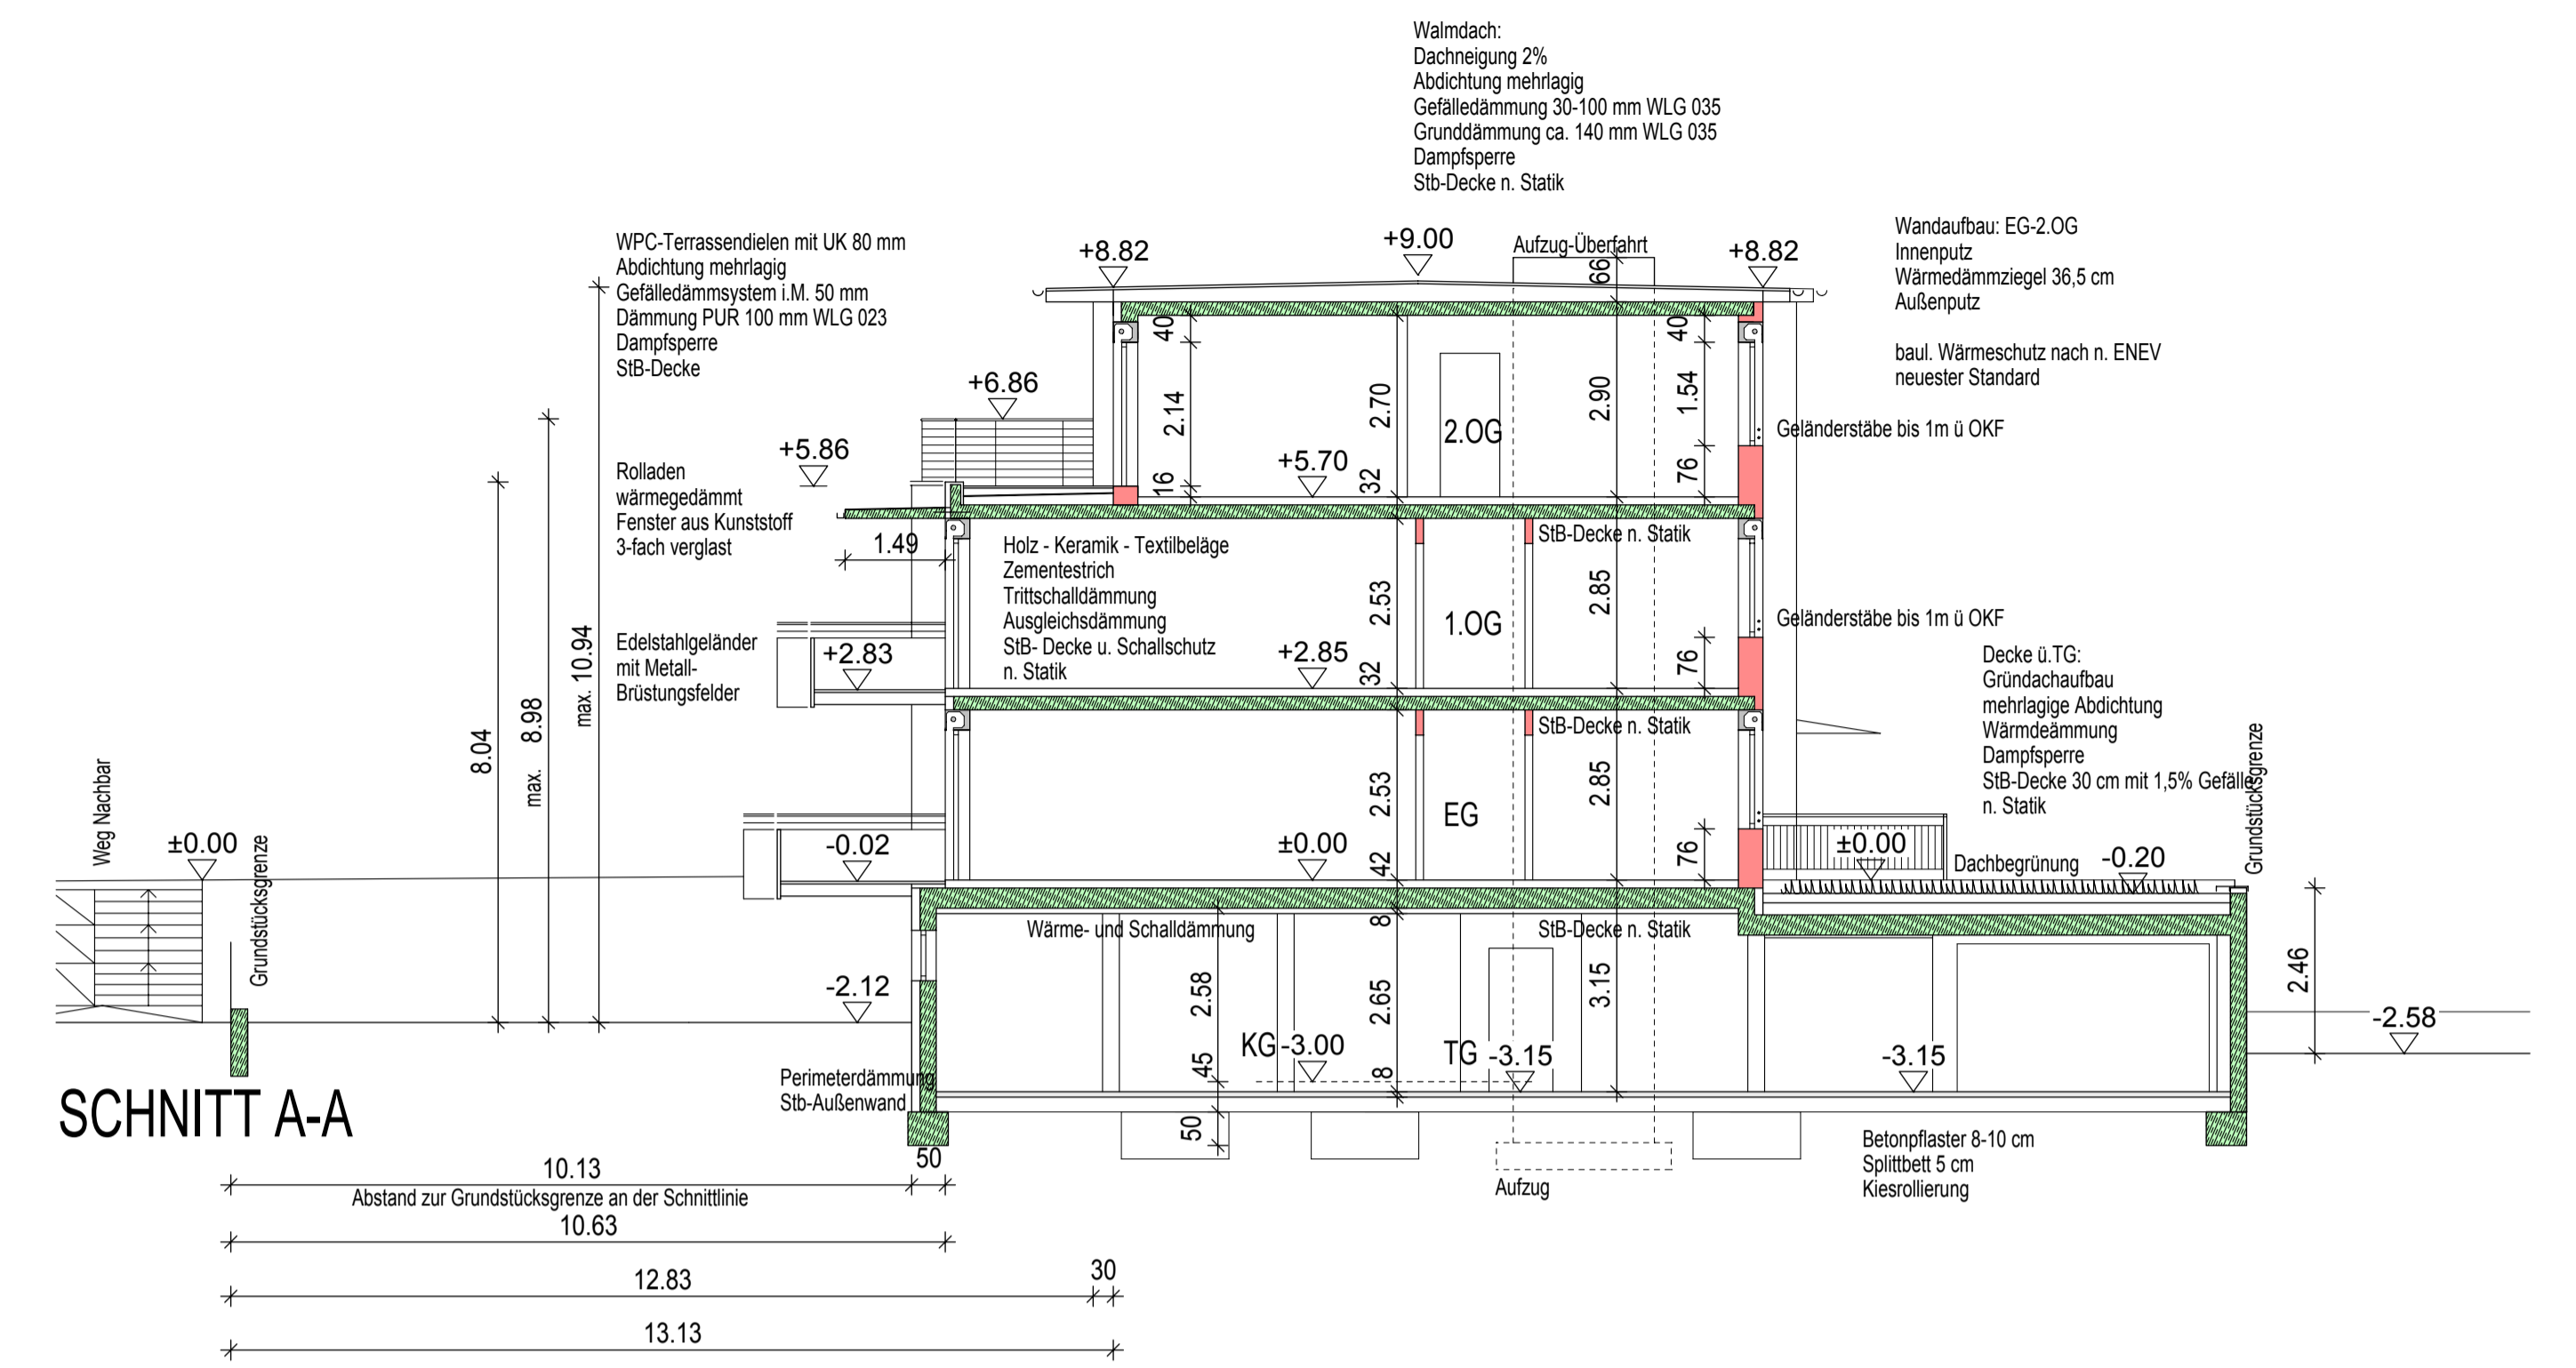 Walmdach:
Dachneigung 2%
Abdichtung mehrlagig
Gefälledämmung 30-100 mm WLG 035
Grunddämmung ca. 140 mm WLG 035
Dampfsperre
Stb-Decke n. Statik
WPC-Terrassendielen mit UK 80 mm
Abdichtung mehrlagig
Gefälledämmsystem i.M. 50 mm
Dämmung PUR 100 mm WLG 023
Dampfsperre
StB-Decke
+8.82
+9.00
Aufzug-Überfahrt
66
+8.82
Wandaufbau: EG-2.OG
Innenputz
Wärmedämmziegel 36,5 cm
Außenputz
baul. Wärmeschutz nach n. ENEV
neuester Standard
40
2.14
16
2.70
32
2.OG
2.90
40
1.54
76
Geländerstäbe bis 1m ü OKF
+6.86
+5.86
+5.70
Rolladen
wärmegedämmt
Fenster aus Kunststoff
3-fach verglast
1.49
Holz - Keramik - Textilbeläge
Zementestrich
Trittschalldämmung
Ausgleichsdämmung
StB- Decke u. Schallschutz
n. Statik
StB-Decke n. Statik
2.53
32
1.OG
2.85
76
Geländerstäbe bis 1m ü OKF
+2.85
Edelstahlgeländer
mit Metall-
Brüstungsfelder
+2.83
Decke ü.TG:
Gründachaufbau
mehrlagige Abdichtung
Wärmdeämmung
Dampfsperre
StB-Decke 30 cm mit 1,5% Gefälle
n. Statik
Grundstücksgrenze
8.04
max. 8.98
max. 10.94
StB-Decke n. Statik
2.53
42
EG
2.85
76
±0.00
-0.02
Weg Nachbar
±0.00
Grundstücksgrenze
±0.00
Dachbegrünung
-0.20
Wärme- und Schalldämmung
StB-Decke n. Statik
8
2.58
2.65
3.15
45
8
50
KG
-3.00
TG
-3.15
-3.15
-2.12
2.46
-2.58
Perimeterdämmung
Stb-Außenwand
SCHNITT A-A
Betonpflaster 8-10 cm
Splittbett 5 cm
Kiesrollierung
Aufzug
10.13
50
Abstand zur Grundstücksgrenze an der Schnittlinie
10.63
12.83
30
13.13